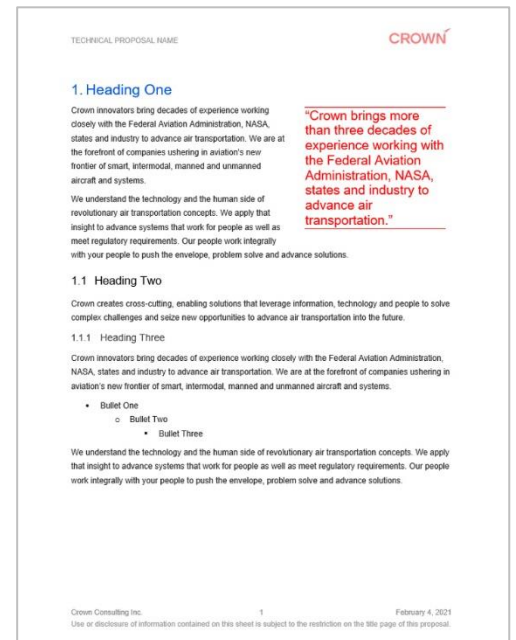 TECHNICAL PROPOSAL NAME
CROWN
1. Heading One
Crown innovators bring decades of experience working
closely with the Federal Aviation Administration, NASA,
states and industry to advance air transportation. We are at
the forefront of companies ushering in aviation's new
frontier of smart, intermodal, manned and unmanned
aircraft and systems.
We understand the technology and the human side of
revolutionary air transportation concepts. We apply that
insight to advance systems that work for people as well as
meet regulatory requirements. Our people work integrally
with your people to push the envelope, problem solve and advance solutions.
"Crown brings more
than three decades of
experience working with
the Federal Aviation
Administration, NASA,
states and industry to
advance air
transportation."
1.1 Heading Two
Crown creates cross-cutting, enabling solutions that leverage information, technology and people to solve
complex challenges and seize new opportunities to advance air transportation into the future.
1.1.1 Heading Three
Crown innovators bring decades of experience working closely with the Federal Aviation Administration,
NASA, states and industry to advance air transportation. We are at the forefront of companies ushering in
aviation's new frontier of smart, intermodal, manned and unmanned aircraft and systems.
• Bullet One
o Bullet Two
▪ Bullet Three
We understand the technology and the human side of revolutionary air transportation concepts. We apply
that insight to advance systems that work for people as well as meet regulatory requirements. Our people
work integrally with your people to push the envelope, problem solve and advance solutions.
Crown Consulting Inc. 1 February 4, 2021
Use or disclosure of information contained on this sheet is subject to the restriction on the title page of this proposal.